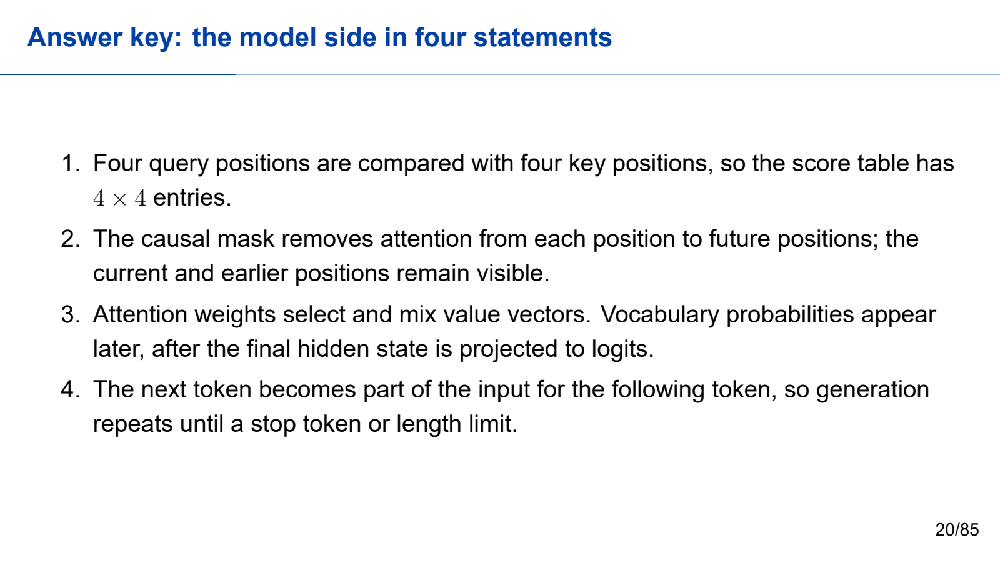 Answer key: the model side in four statements
1. Four query positions are compared with four key positions, so the score table has
4 × 4 entries.
2. The causal mask removes attention from each position to future positions; the
current and earlier positions remain visible.
3. Attention weights select and mix value vectors. Vocabulary probabilities appear
later, after the final hidden state is projected to logits.
4. The next token becomes part of the input for the following token, so generation
repeats until a stop token or length limit.
20/85